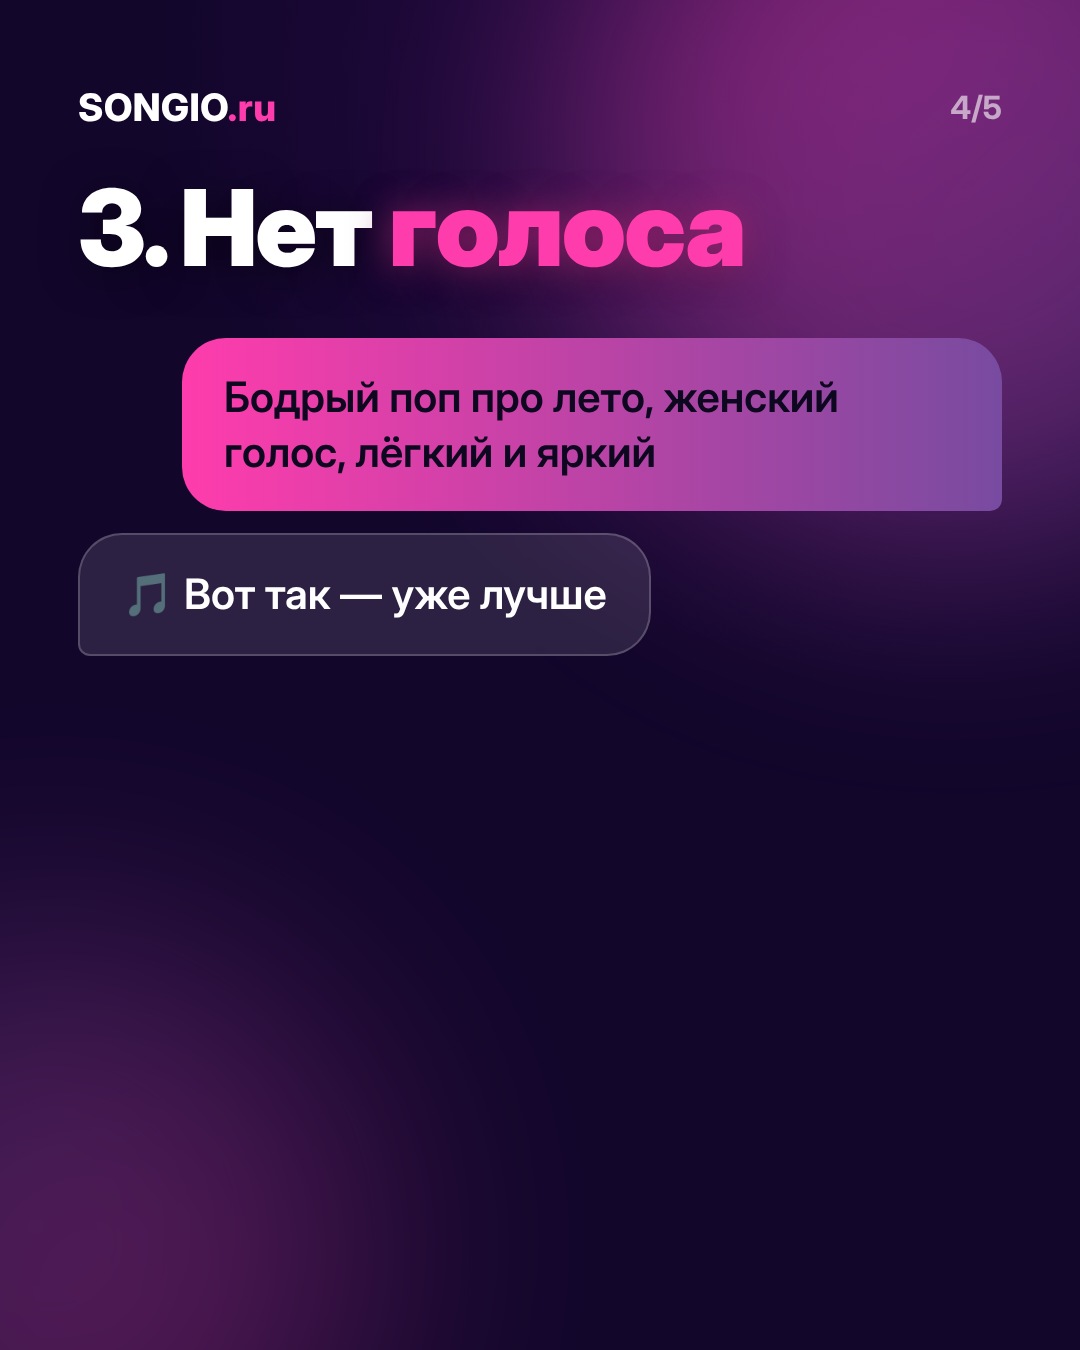 SONGIO.ru
4/5
3. Нет голоса
Бодрый поп про лето, женский
голос, лёгкий и яркий
🎵 Вот так — уже лучше